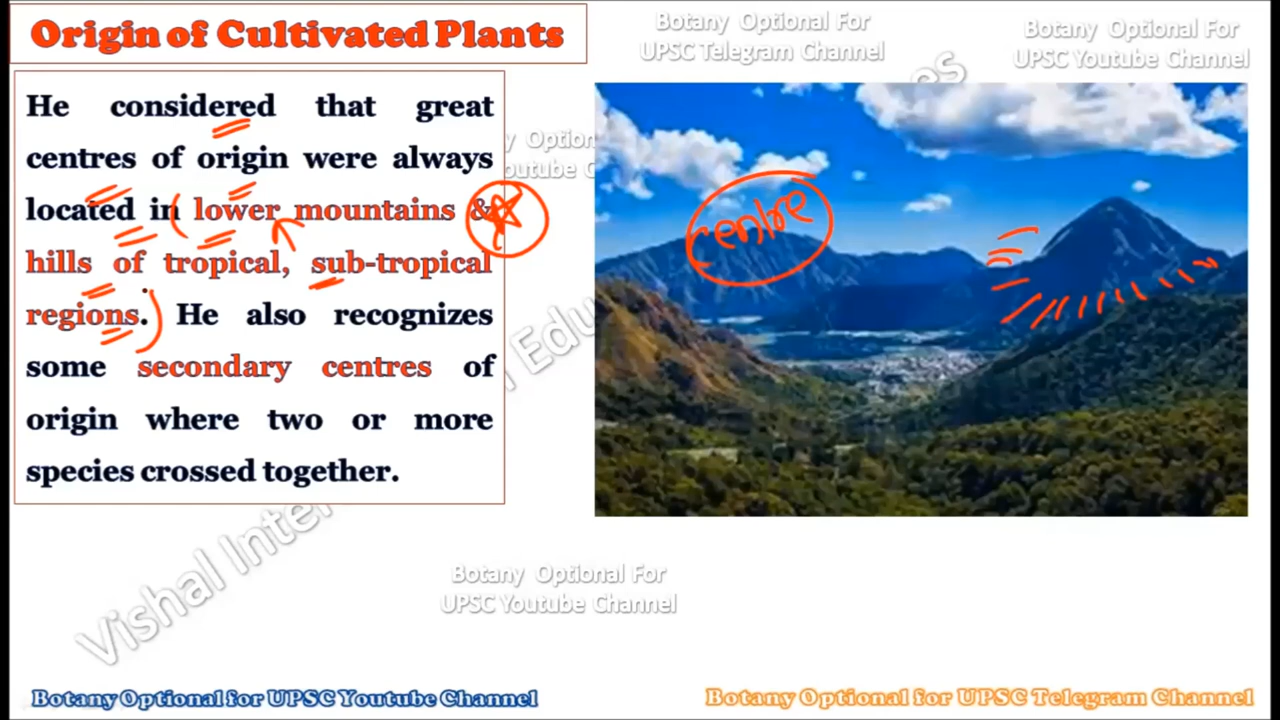 Origin of Cultivated Plants
Botany Optional For
UPSC Telegram Channel
Botany Optional For
UPSC Youtube Channel
He considered that great
centres of origin were always
located in lower mountains &
hills of tropical, sub-tropical
regions. He also recognizes
some secondary centres of
origin where two or more
species crossed together.
centre
Botany Optional For
UPSC Youtube Channel
Vishal
Botany Optional for UPSC Youtube Channel
Botany Optional for UPSC Telegram Channel